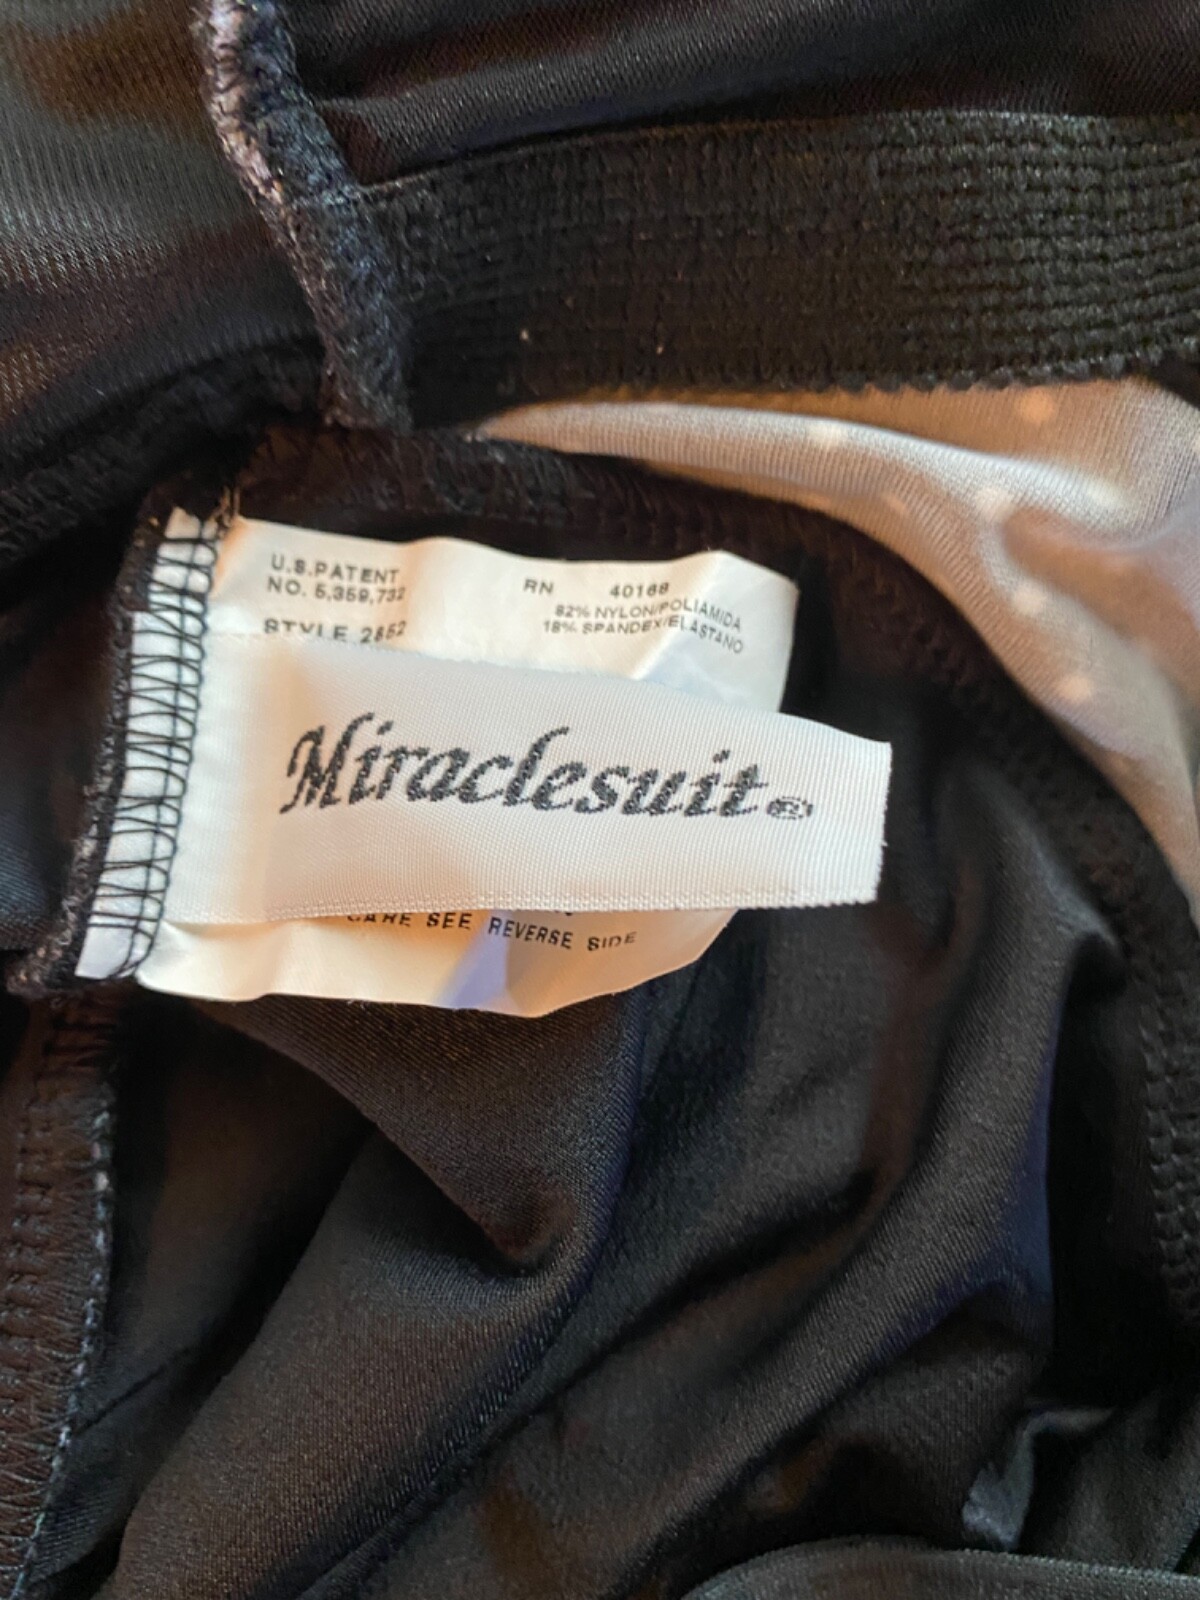 U.S.PATENT
NO. 5,359,732
RN 40168
82% NYLON/POLIAMIDA
18% SPANDEX/ELASTANO
STYLE 2852
Miraclesuit®
CARE SEE REVERSE SIDE